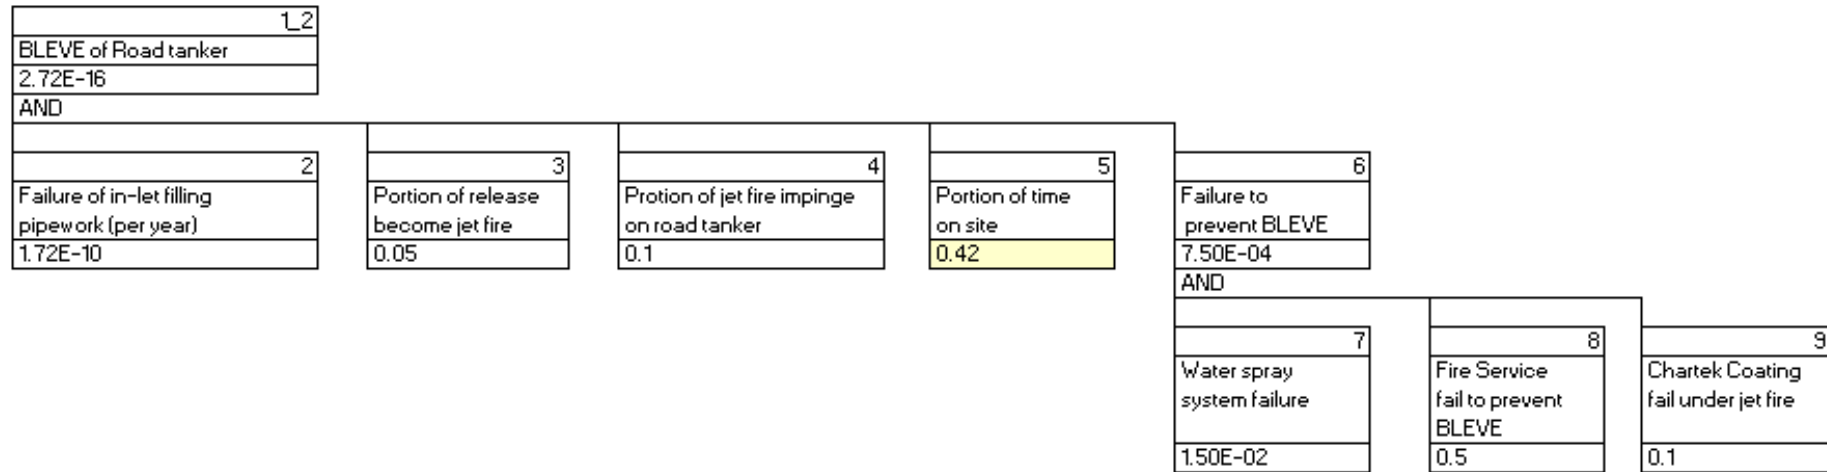 1_2
BLEVE of Road tanker
2.72E-16
AND
2
Failure of in-let filling
pipework (per year)
1.72E-10
3
Portion of release
become jet fire
0.05
4
Protion of jet fire impinge
on road tanker
0.1
5
Portion of time
on site
0.42
6
Failure to
prevent BLEVE
7.50E-04
AND
7
Water spray
system failure
1.50E-02
8
Fire Service
fail to prevent
BLEVE
0.5
9
Chartek Coating
fail under jet fire
0.1